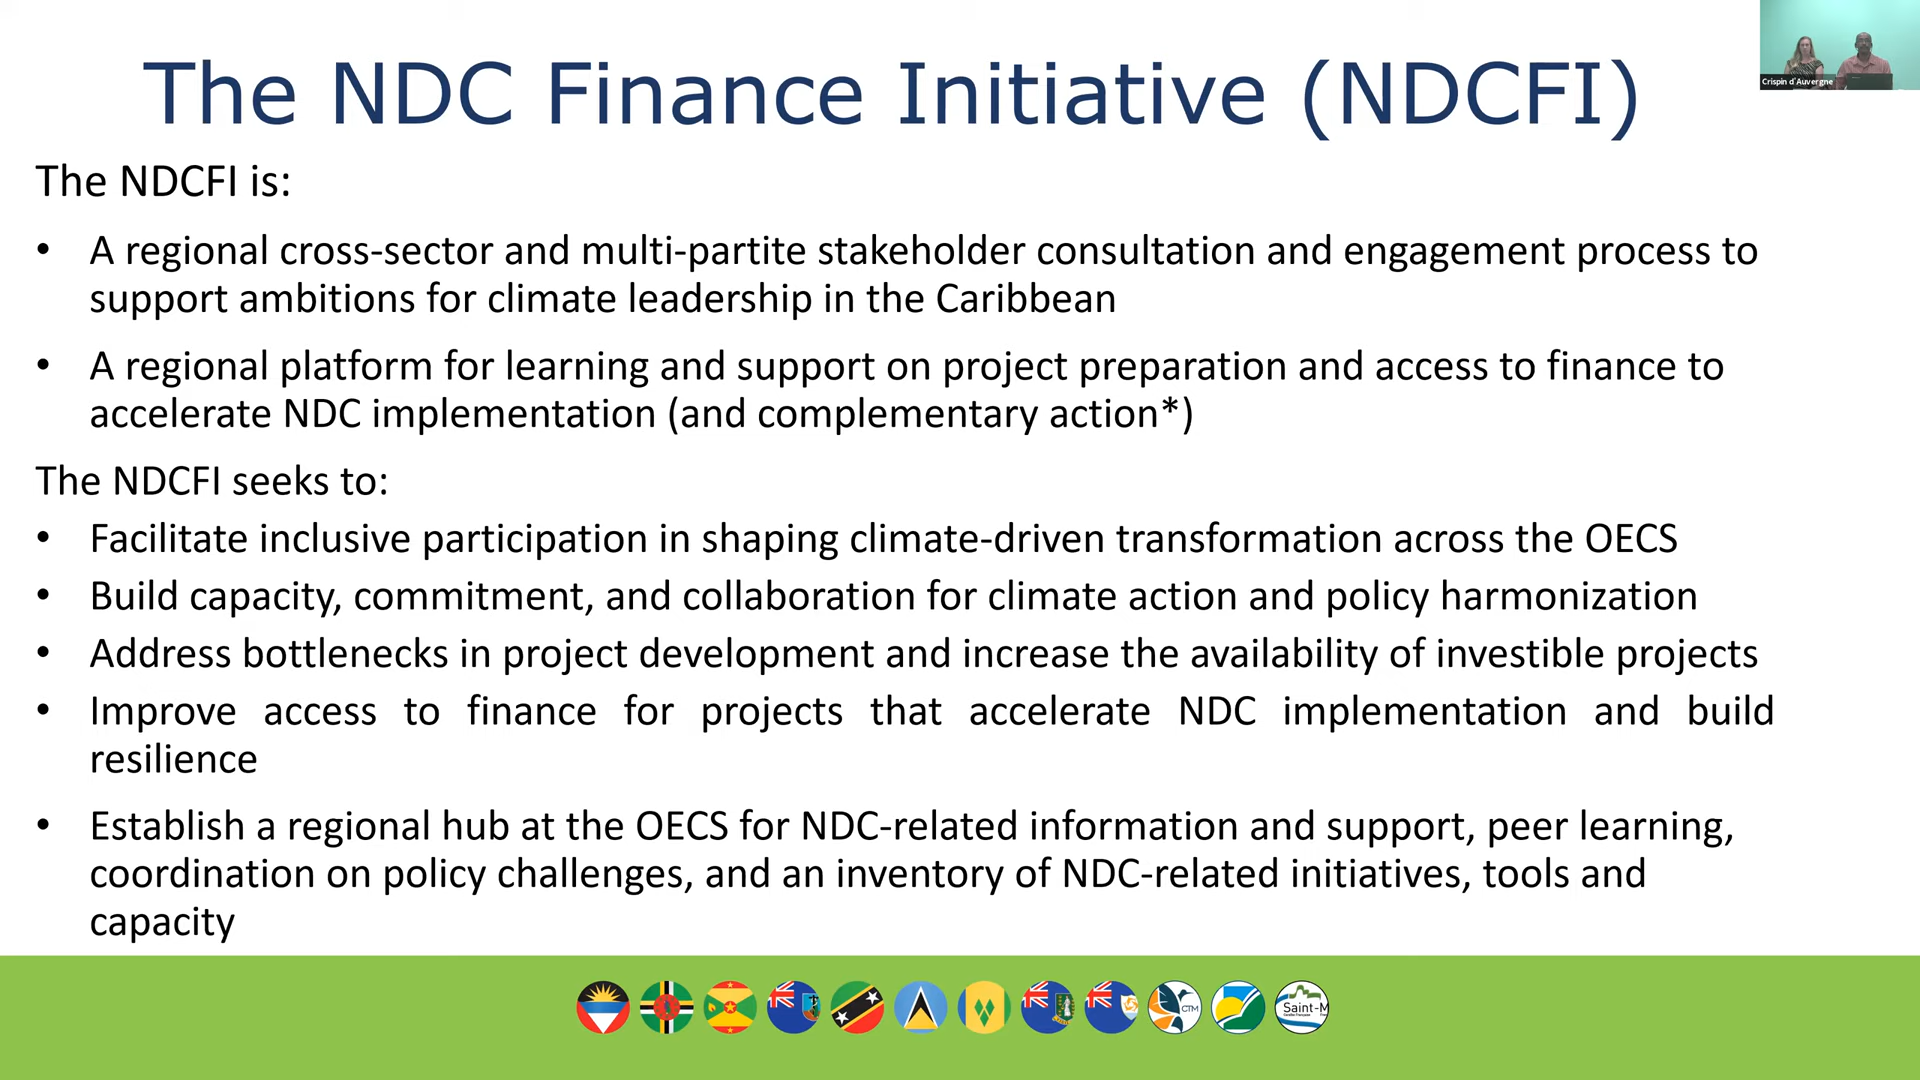 The NDC Finance Initiative (NDCFI)
Crispin d'Auvergne
The NDCFI is:
• A regional cross-sector and multi-partite stakeholder consultation and engagement process to
support ambitions for climate leadership in the Caribbean
• A regional platform for learning and support on project preparation and access to finance to
accelerate NDC implementation (and complementary action*)
The NDCFI seeks to:
• Facilitate inclusive participation in shaping climate-driven transformation across the OECS
• Build capacity, commitment, and collaboration for climate action and policy harmonization
• Address bottlenecks in project development and increase the availability of investible projects
• Improve access to finance for projects that accelerate NDC implementation and build
resilience
• Establish a regional hub at the OECS for NDC-related information and support, peer learning,
coordination on policy challenges, and an inventory of NDC-related initiatives, tools and
capacity
CTM
Saint-M